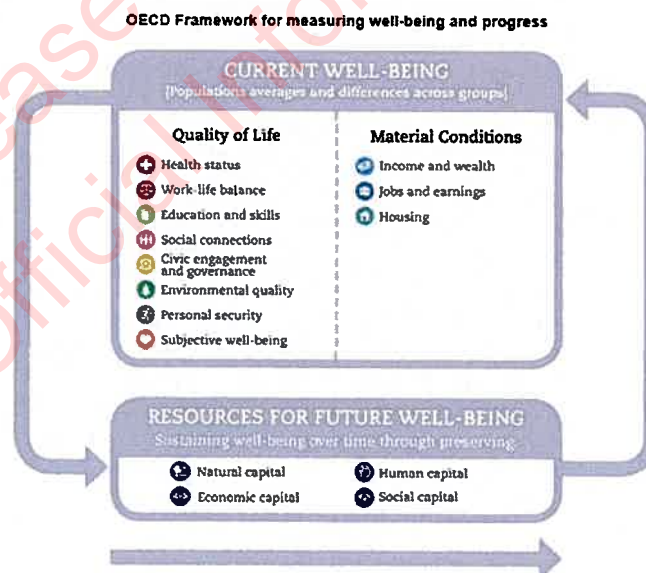 OECD Framework for measuring well-being and progress
CURRENT WELL-BEING
[Populations averages and differences across groups]
Quality of Life
Health status
Work-life balance
Education and skills
Social connections
Civic engagement
and governance
Environmental quality
Personal security
Subjective well-being
Material Conditions
Income and wealth
Jobs and earnings
Housing
RESOURCES FOR FUTURE WELL-BEING
Sustaining well-being over time through preserving
Natural capital
Human capital
Economic capital
Social capital